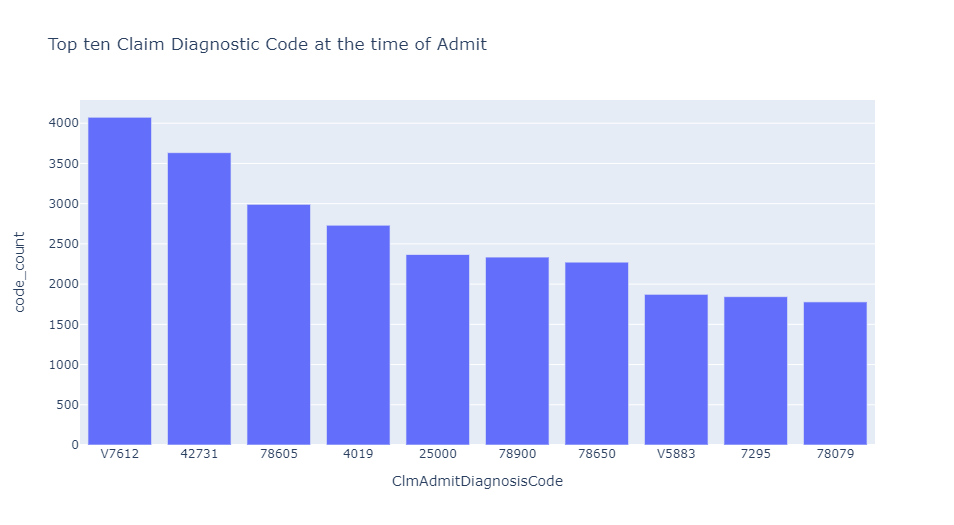 Top ten Claim Diagnostic Code at the time of Admit
code_count
4000
3500
3000
2500
2000
1500
1000
500
0
V7612 42731 78605 4019 25000 78900 78650 V5883 7295 78079
ClmAdmitDiagnosisCode